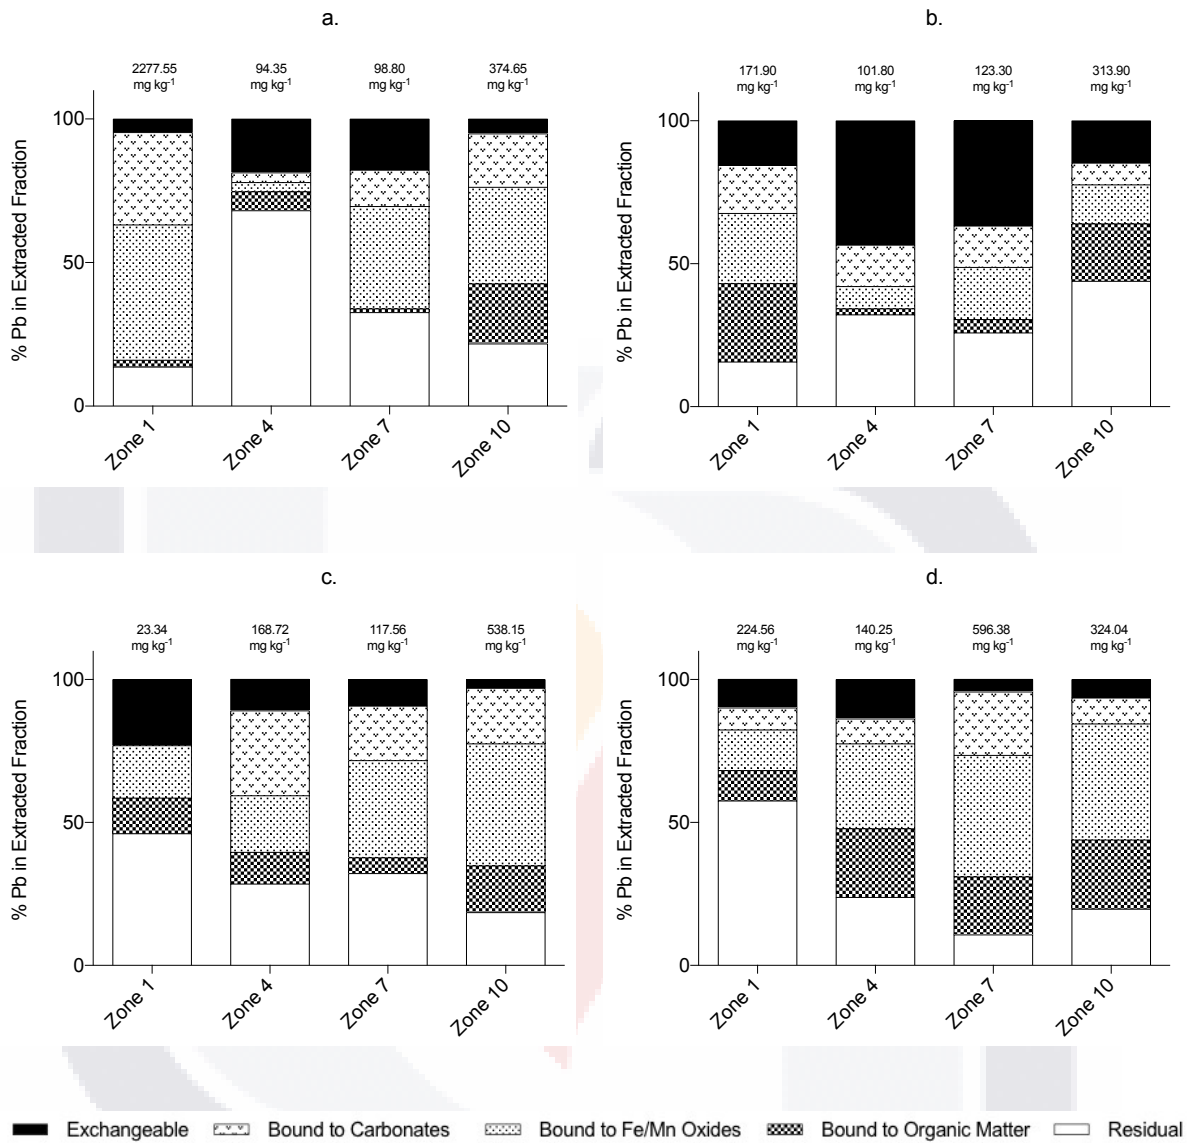 a.
2277.55 94.35 98.80 374.65
mg kg-1 mg kg-1 mg kg-1 mg kg-1
% Pb in Extracted Fraction
100
50
0
Zone 1 Zone 4 Zone 7 Zone 10
b.
171.90 101.80 123.30 313.90
mg kg-1 mg kg-1 mg kg-1 mg kg-1
% Pb in Extracted Fraction
100
50
0
Zone 1 Zone 4 Zone 7 Zone 10
c.
23.34 168.72 117.56 538.15
mg kg-1 mg kg-1 mg kg-1 mg kg-1
% Pb in Extracted Fraction
100
50
0
Zone 1 Zone 4 Zone 7 Zone 10
d.
224.56 140.25 596.38 324.04
mg kg-1 mg kg-1 mg kg-1 mg kg-1
% Pb in Extracted Fraction
100
50
0
Zone 1 Zone 4 Zone 7 Zone 10
Exchangeable Bound to Carbonates Bound to Fe/Mn Oxides Bound to Organic Matter Residual